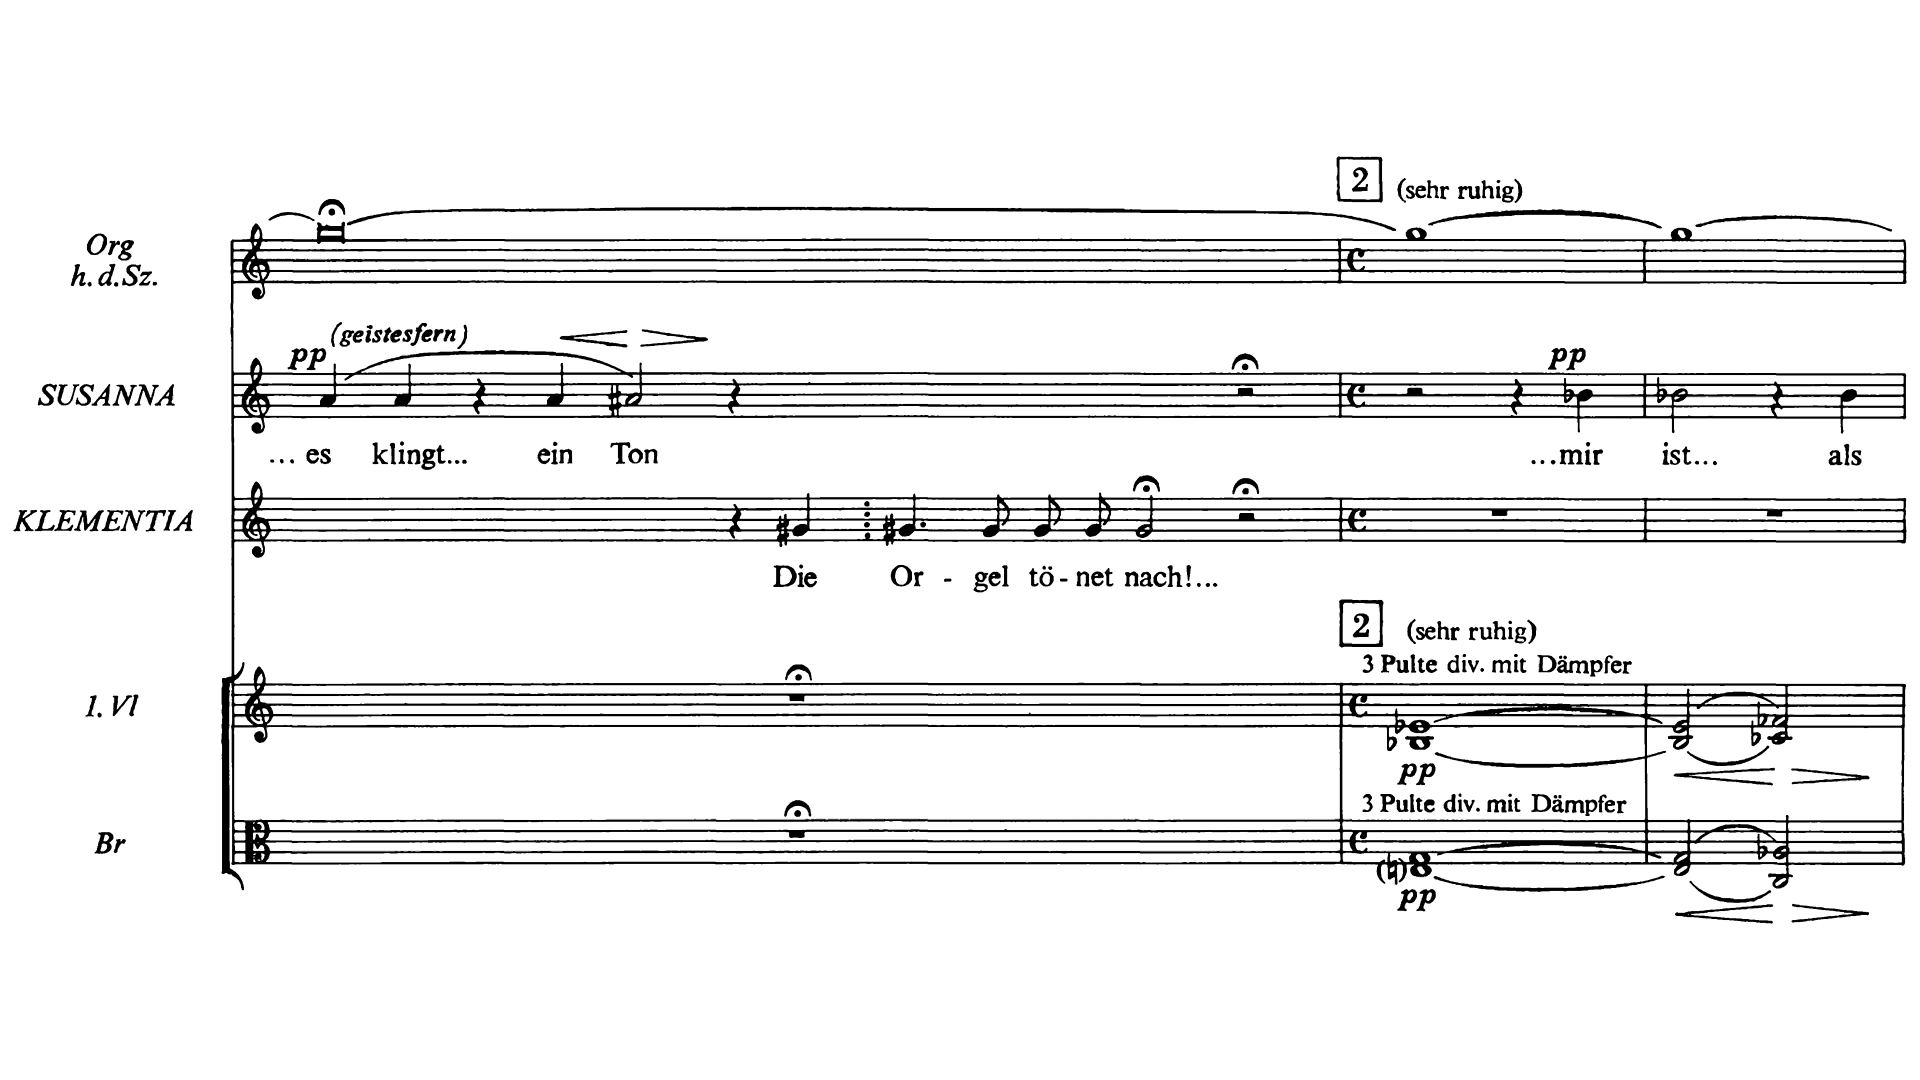 2 (sehr ruhig)
Org
h. d. Sz.
pp (geistesfern) pp
SUSANNA
... es klingt... ein Ton ...mir ist... als
KLEMENTIA
Die Or - gel tö - net nach!...
2 (sehr ruhig)
3 Pulte div. mit Dämpfer
1. Vl
pp
3 Pulte div. mit Dämpfer
Br
pp